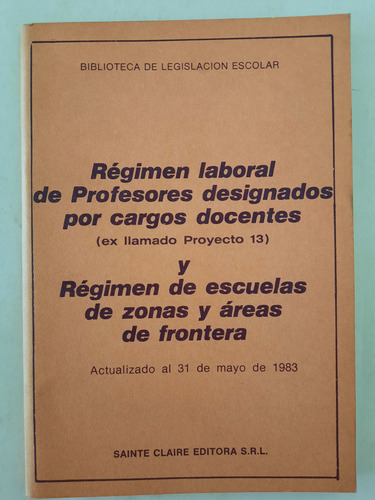 BIBLIOTECA DE LEGISLACION ESCOLAR
Régimen laboral
de Profesores designados
por cargos docentes
(ex llamado Proyecto 13)
y
Régimen de escuelas
de zonas y áreas
de frontera
Actualizado al 31 de mayo de 1983
SAINTE CLAIRE EDITORA S.R.L.